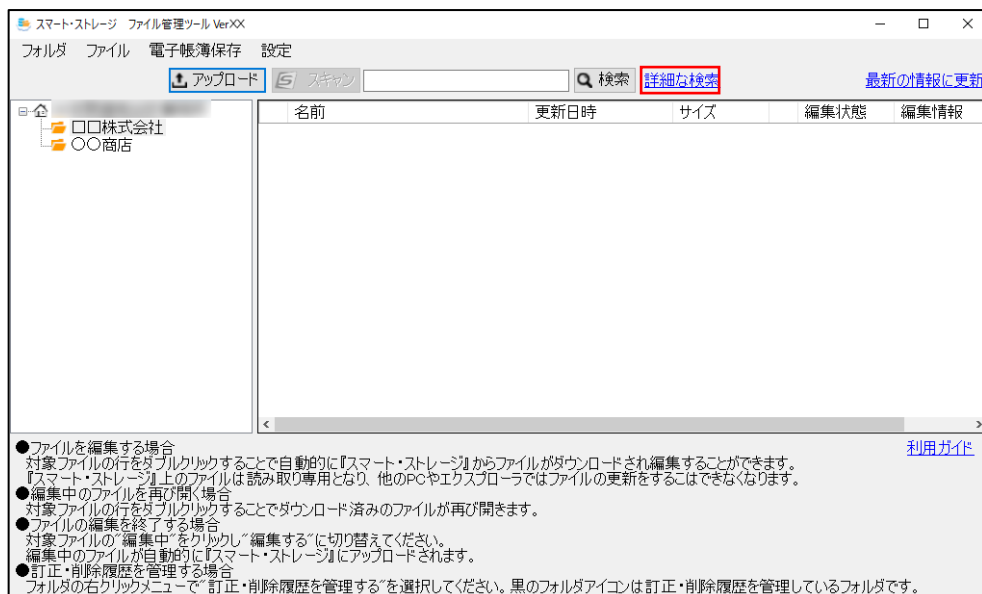 スマート・ストレージ　ファイル管理ツール VerXX
フォルダ　ファイル　電子帳簿保存　設定
アップロード　スキャン　検索　詳細な検索　最新の情報に更新
名前　更新日時　サイズ　編集状態　編集情報
□□株式会社
〇〇商店
●ファイルを編集する場合　利用ガイド
対象ファイルの行をダブルクリックすることで自動的に『スマート・ストレージ』からファイルがダウンロードされ編集することができます。
『スマート・ストレージ』上のファイルは読み取り専用となり、他のPCやエクスプローラではファイルの更新をするこはできなくなります。
●編集中のファイルを再び開く場合
対象ファイルの行をダブルクリックすることでダウンロード済みのファイルが再び開きます。
●ファイルの編集を終了する場合
対象ファイルの“編集中”をクリックし“編集する”に切り替えてください。
編集中のファイルが自動的に『スマート・ストレージ』にアップロードされます。
●訂正・削除履歴を管理する場合
フォルダの右クリックメニューで“訂正・削除履歴を管理する”を選択してください。黒のフォルダアイコンは訂正・削除履歴を管理しているフォルダです。